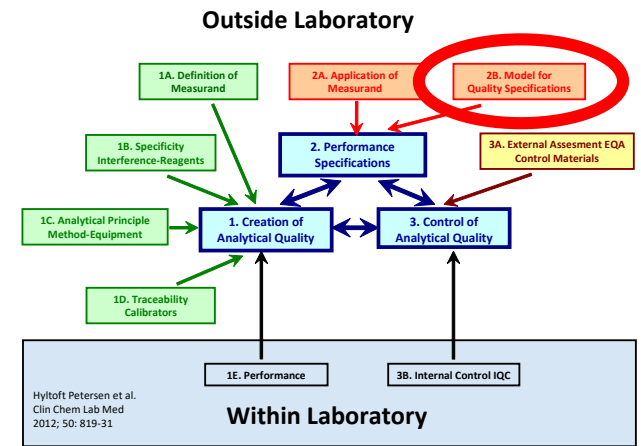 Outside Laboratory
1A. Definition of
Measurand
2A. Application of
Measurand
2B. Model for
Quality Specifications
1B. Specificity
Interference-Reagents
2. Performance
Specifications
3A. External Assesment EQA
Control Materials
1C. Analytical Principle
Method-Equipment
1. Creation of
Analytical Quality
3. Control of
Analytical Quality
1D. Traceability
Calibrators
1E. Performance
3B. Internal Control IQC
Hyltoft Petersen et al.
Clin Chem Lab Med
2012; 50: 819-31
Within Laboratory